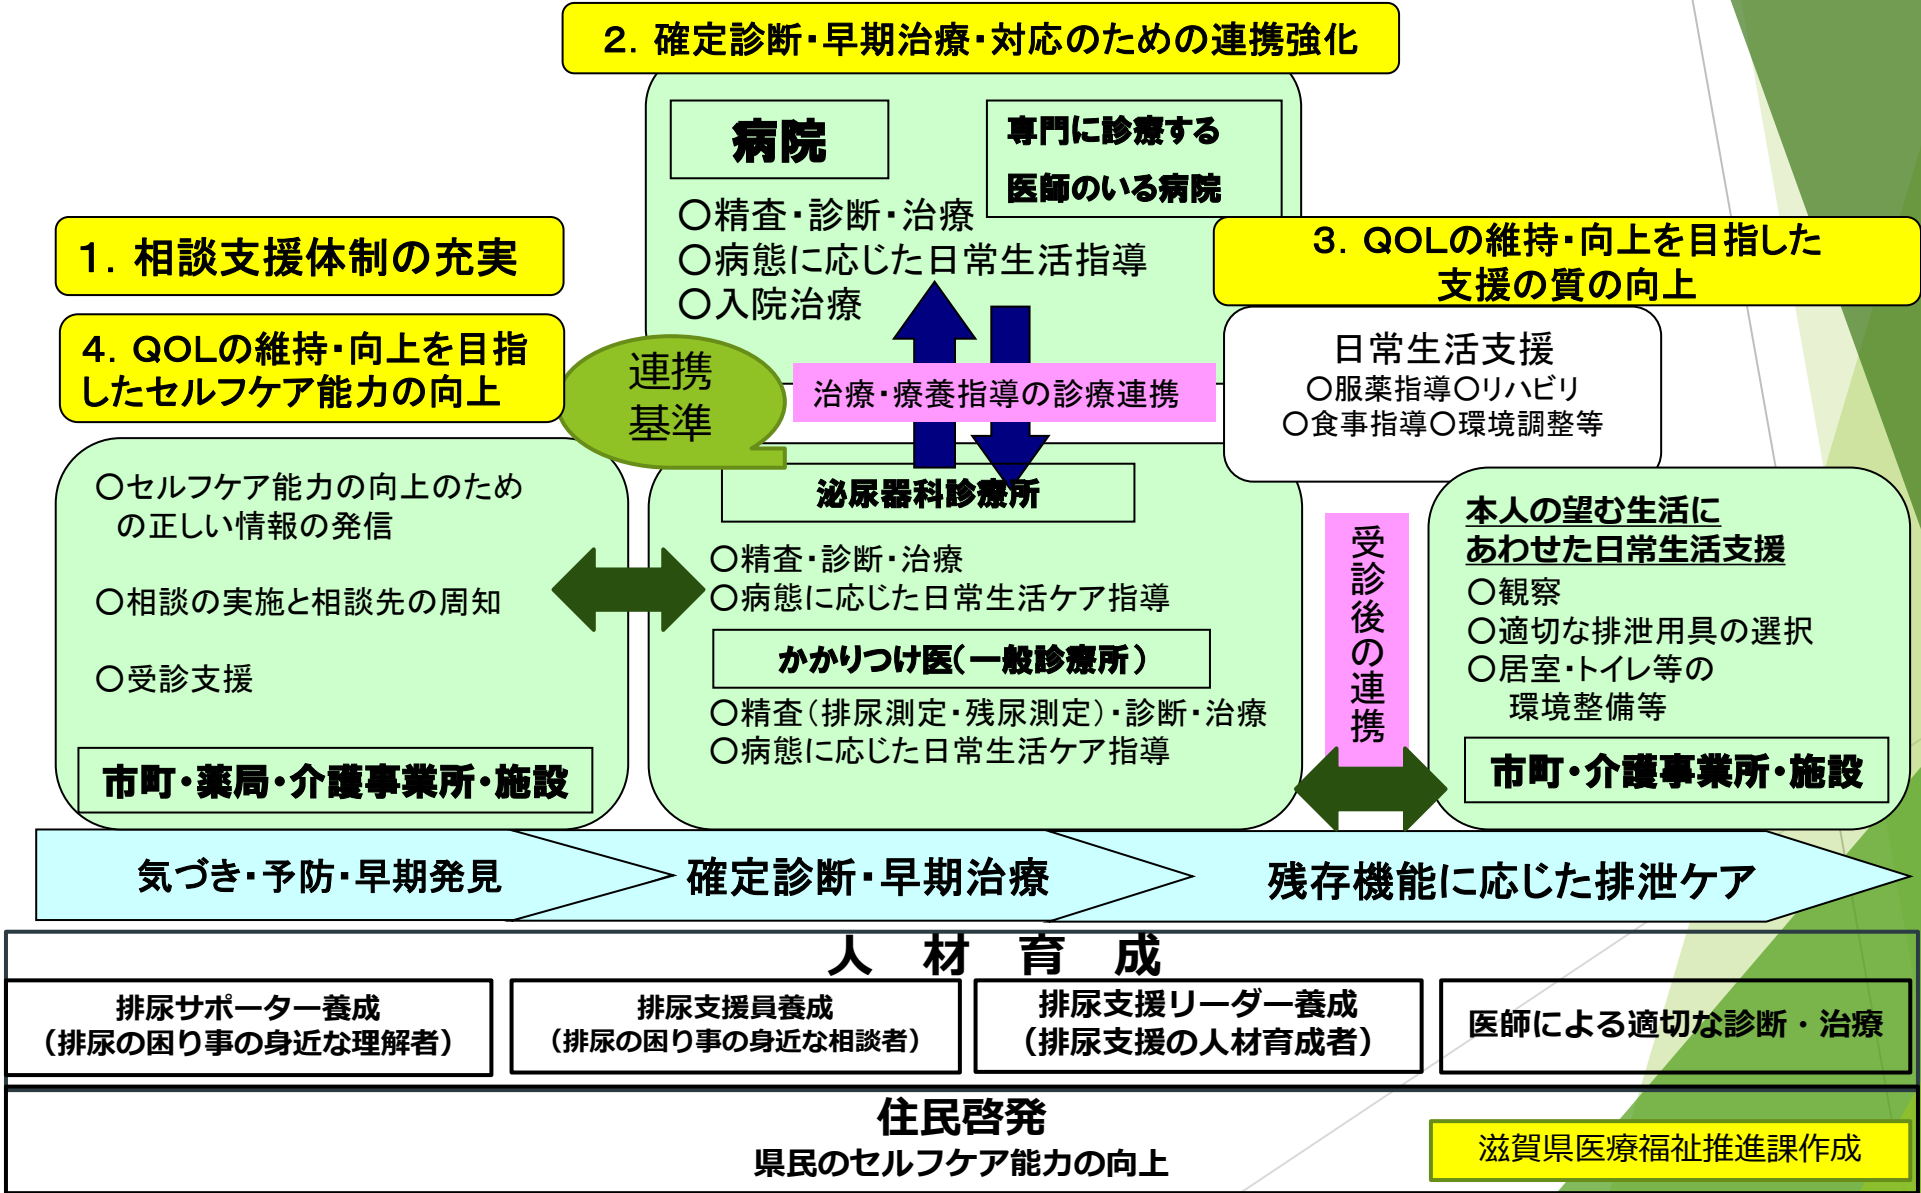 2．確定診断・早期治療・対応のための連携強化
病院
専門に診療する
医師のいる病院
〇精査・診断・治療
〇病態に応じた日常生活指導
〇入院治療
1．相談支援体制の充実
4．QOLの維持・向上を目指
したセルフケア能力の向上
連携
基準
治療・療養指導の診療連携
3．QOLの維持・向上を目指した
支援の質の向上
日常生活支援
〇服薬指導〇リハビリ
〇食事指導〇環境調整等
〇セルフケア能力の向上のため
の正しい情報の発信
〇相談の実施と相談先の周知
〇受診支援
市町・薬局・介護事業所・施設
泌尿器科診療所
〇精査・診断・治療
〇病態に応じた日常生活ケア指導
かかりつけ医（一般診療所）
〇精査（排尿測定・残尿測定）・診断・治療
〇病態に応じた日常生活ケア指導
受診後の連携
本人の望む生活に
あわせた日常生活支援
〇観察
〇適切な排泄用具の選択
〇居室・トイレ等の
環境整備等
市町・介護事業所・施設
気づき・予防・早期発見
確定診断・早期治療
残存機能に応じた排泄ケア
人 材 育 成
排尿サポーター養成
（排尿の困り事の身近な理解者）
排尿支援員養成
（排尿の困り事の身近な相談者）
排尿支援リーダー養成
（排尿支援の人材育成者）
医師による適切な診断・治療
住民啓発
県民のセルフケア能力の向上
滋賀県医療福祉推進課作成